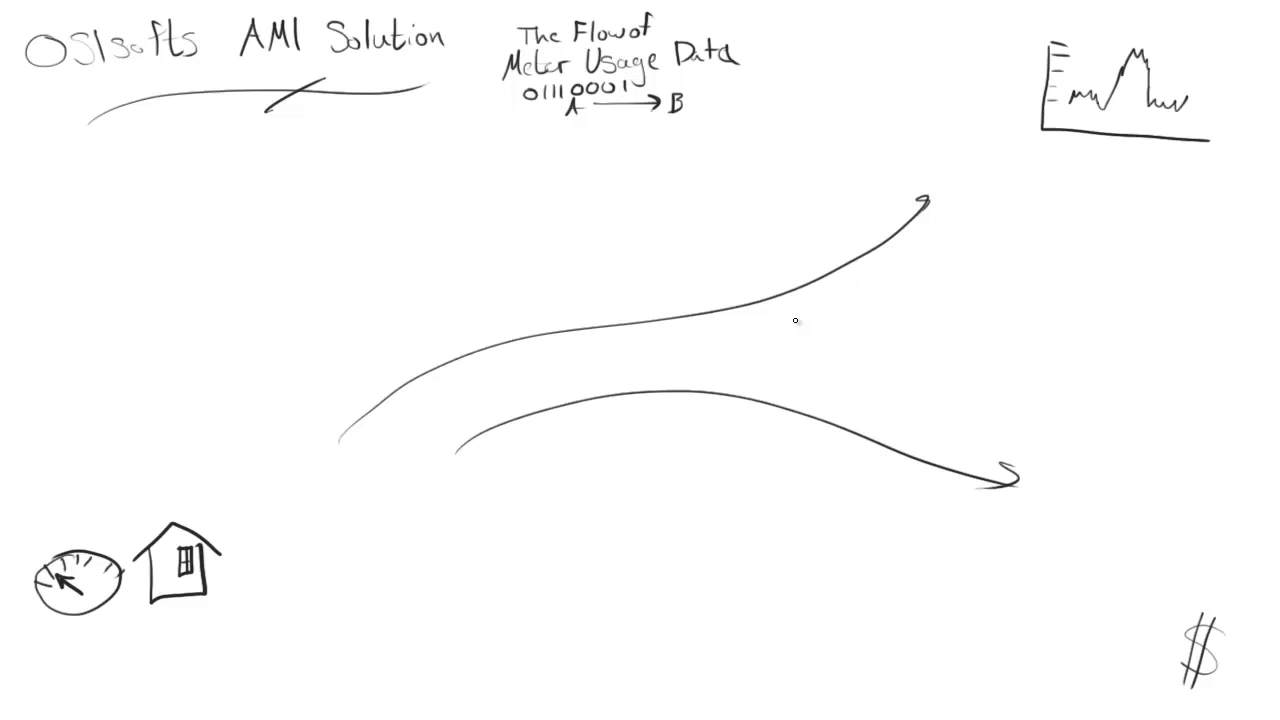 OSIsofts AMI Solution
The Flow of
Meter Usage Data
01110001
A B
$